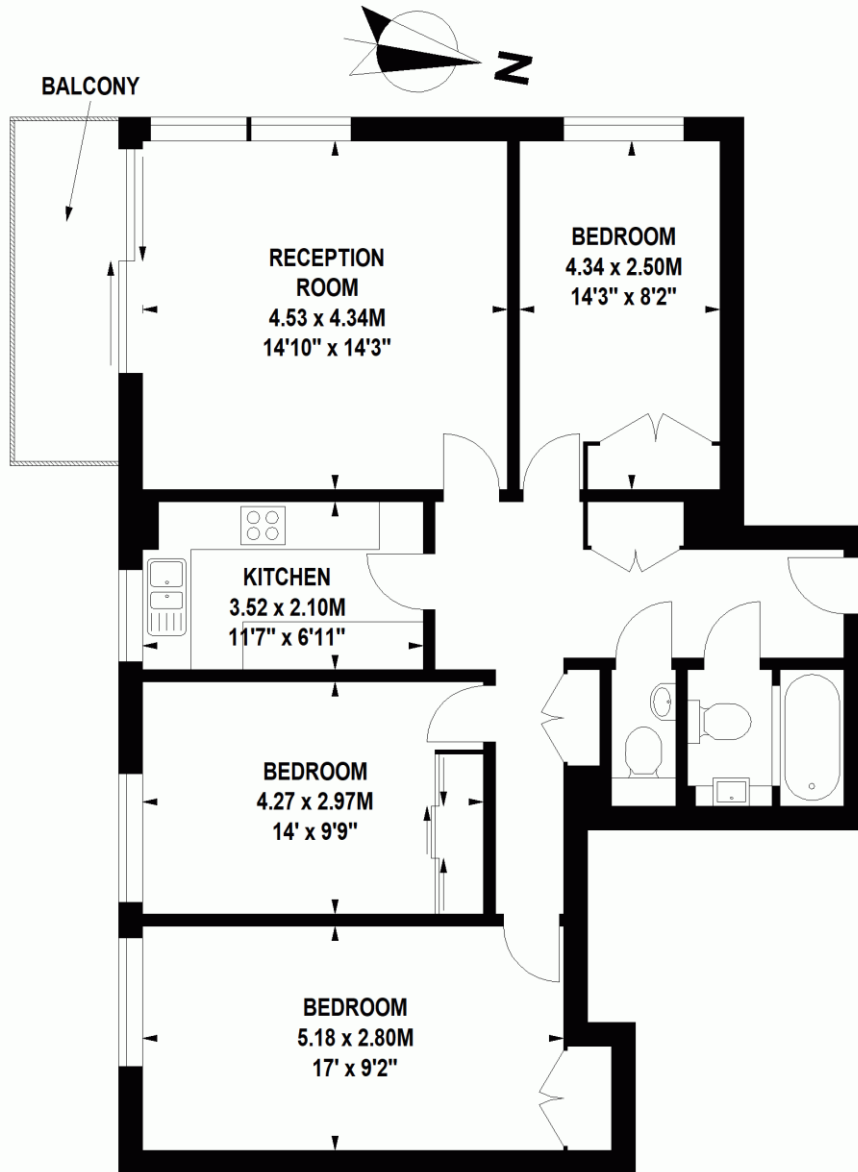 N
BALCONY
RECEPTION
ROOM
4.53 x 4.34M
14'10" x 14'3"
BEDROOM
4.34 x 2.50M
14'3" x 8'2"
KITCHEN
3.52 x 2.10M
11'7" x 6'11"
BEDROOM
4.27 x 2.97M
14' x 9'9"
BEDROOM
5.18 x 2.80M
17' x 9'2"